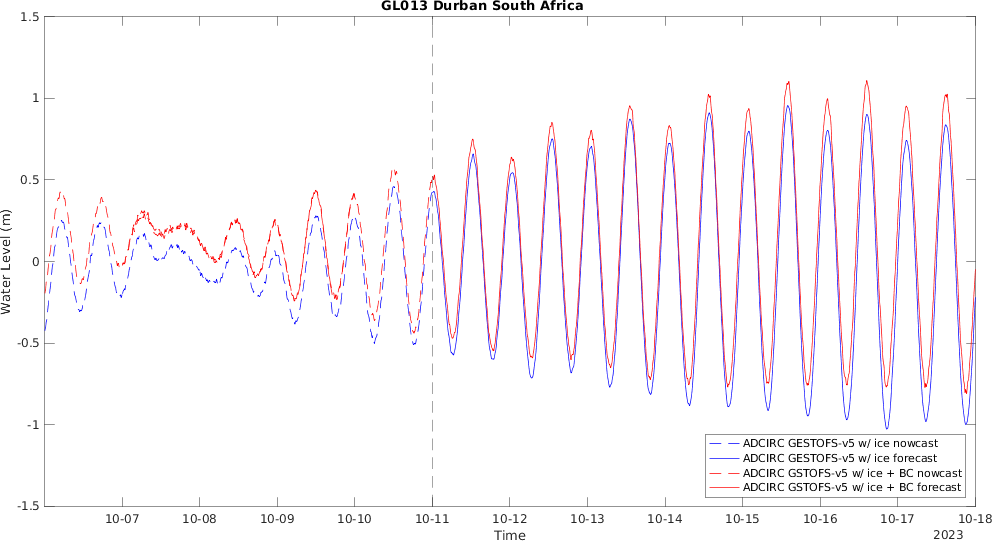 GL013 Durban South Africa
1.5
1
0.5
0
-0.5
-1
-1.5
Water Level (m)
ADCIRC GESTOFS-v5 w/ ice nowcast
ADCIRC GESTOFS-v5 w/ ice forecast
ADCIRC GSTOFS-v5 w/ ice + BC nowcast
ADCIRC GSTOFS-v5 w/ ice + BC forecast
10-07 10-08 10-09 10-10 10-11 10-12 10-13 10-14 10-15 10-16 10-17 10-18
Time
2023